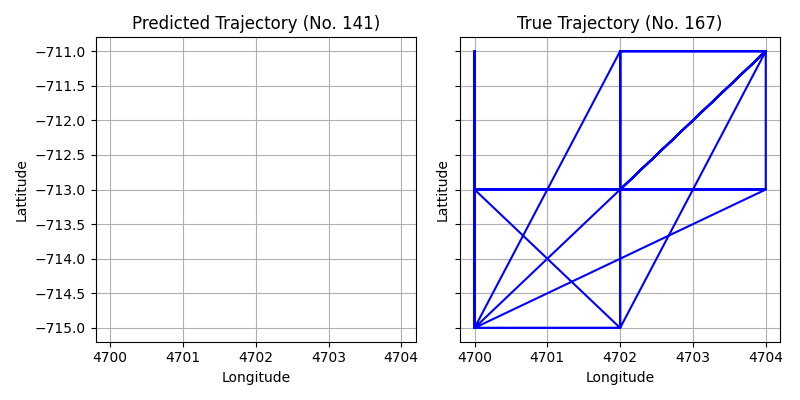 Predicted Trajectory (No. 141)
True Trajectory (No. 167)
−711.0
−711.5
−712.0
−712.5
−713.0
−713.5
−714.0
−714.5
−715.0
Lattitude
Lattitude
4700 4701 4702 4703 4704
4700 4701 4702 4703 4704
Longitude
Longitude